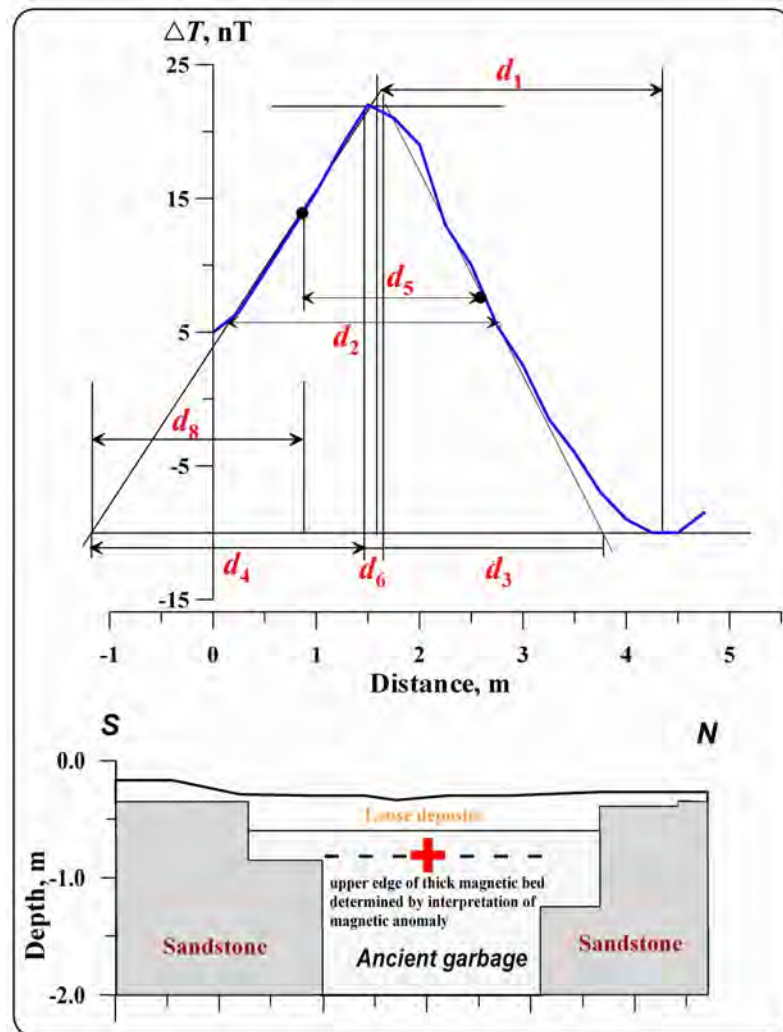 △T, nT
25
d1
15
d5
d2
5
d8
-5
d4
d6
d3
-15
-1
0
1
2
3
4
5
Distance, m
S
N
0.0
Loose deposits
upper edge of thick magnetic bed
determined by interpretation of
magnetic anomaly
-1.0
Depth, m
Sandstone
Ancient garbage
Sandstone
-2.0